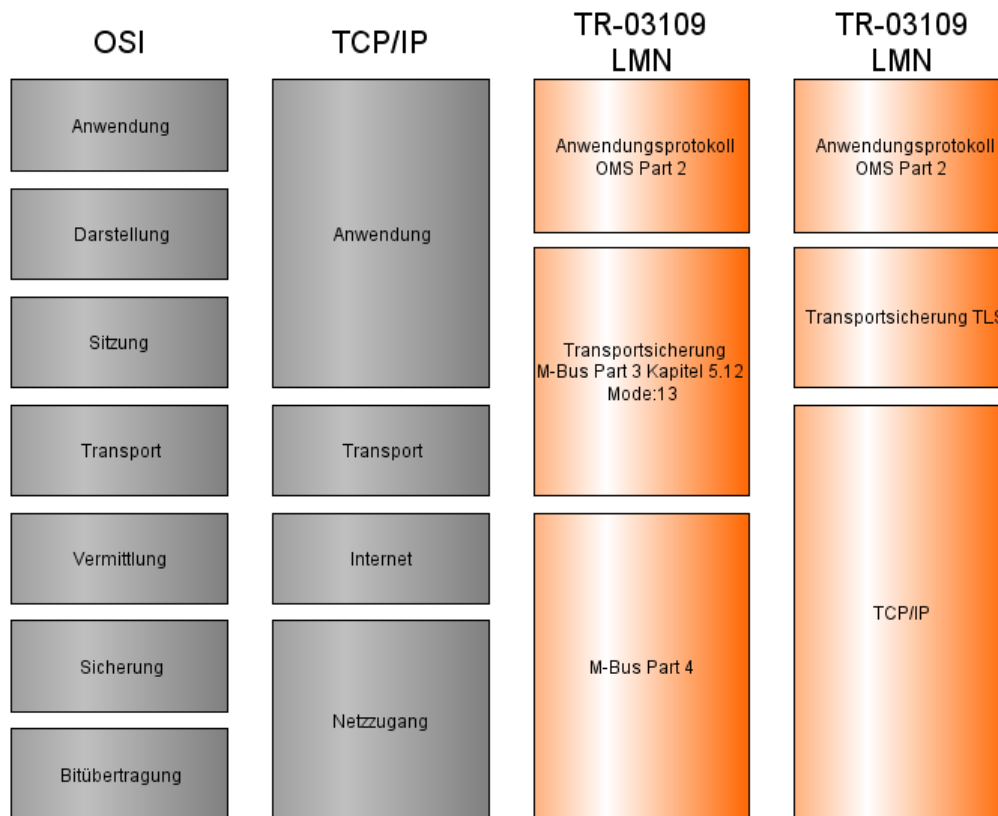 OSI
TCP/IP
TR-03109
LMN
TR-03109
LMN
Anwendung
Darstellung
Sitzung
Transport
Vermittlung
Sicherung
Bitübertragung
Anwendung
Transport
Internet
Netzzugang
Anwendungsprotokoll
OMS Part 2
Transportsicherung
M-Bus Part 3 Kapitel 5.12
Mode:13
M-Bus Part 4
Anwendungsprotokoll
OMS Part 2
Transportsicherung TLS
TCP/IP